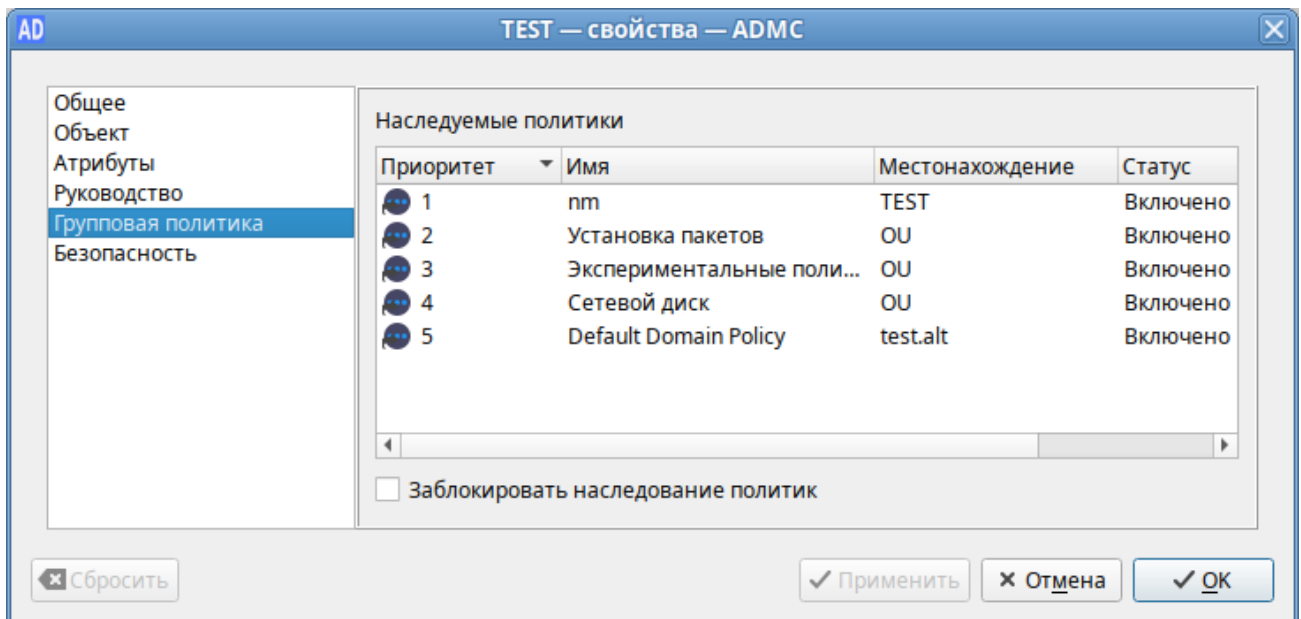 AD TEST — свойства — ADMC
Общее
Объект
Атрибуты
Руководство
Групповая политика
Безопасность
Наследуемые политики
Приоритет Имя Местонахождение Статус
1 nm TEST Включено
2 Установка пакетов OU Включено
3 Экспериментальные поли... OU Включено
4 Сетевой диск OU Включено
5 Default Domain Policy test.alt Включено
Заблокировать наследование политик
Сбросить Применить Отмена OK